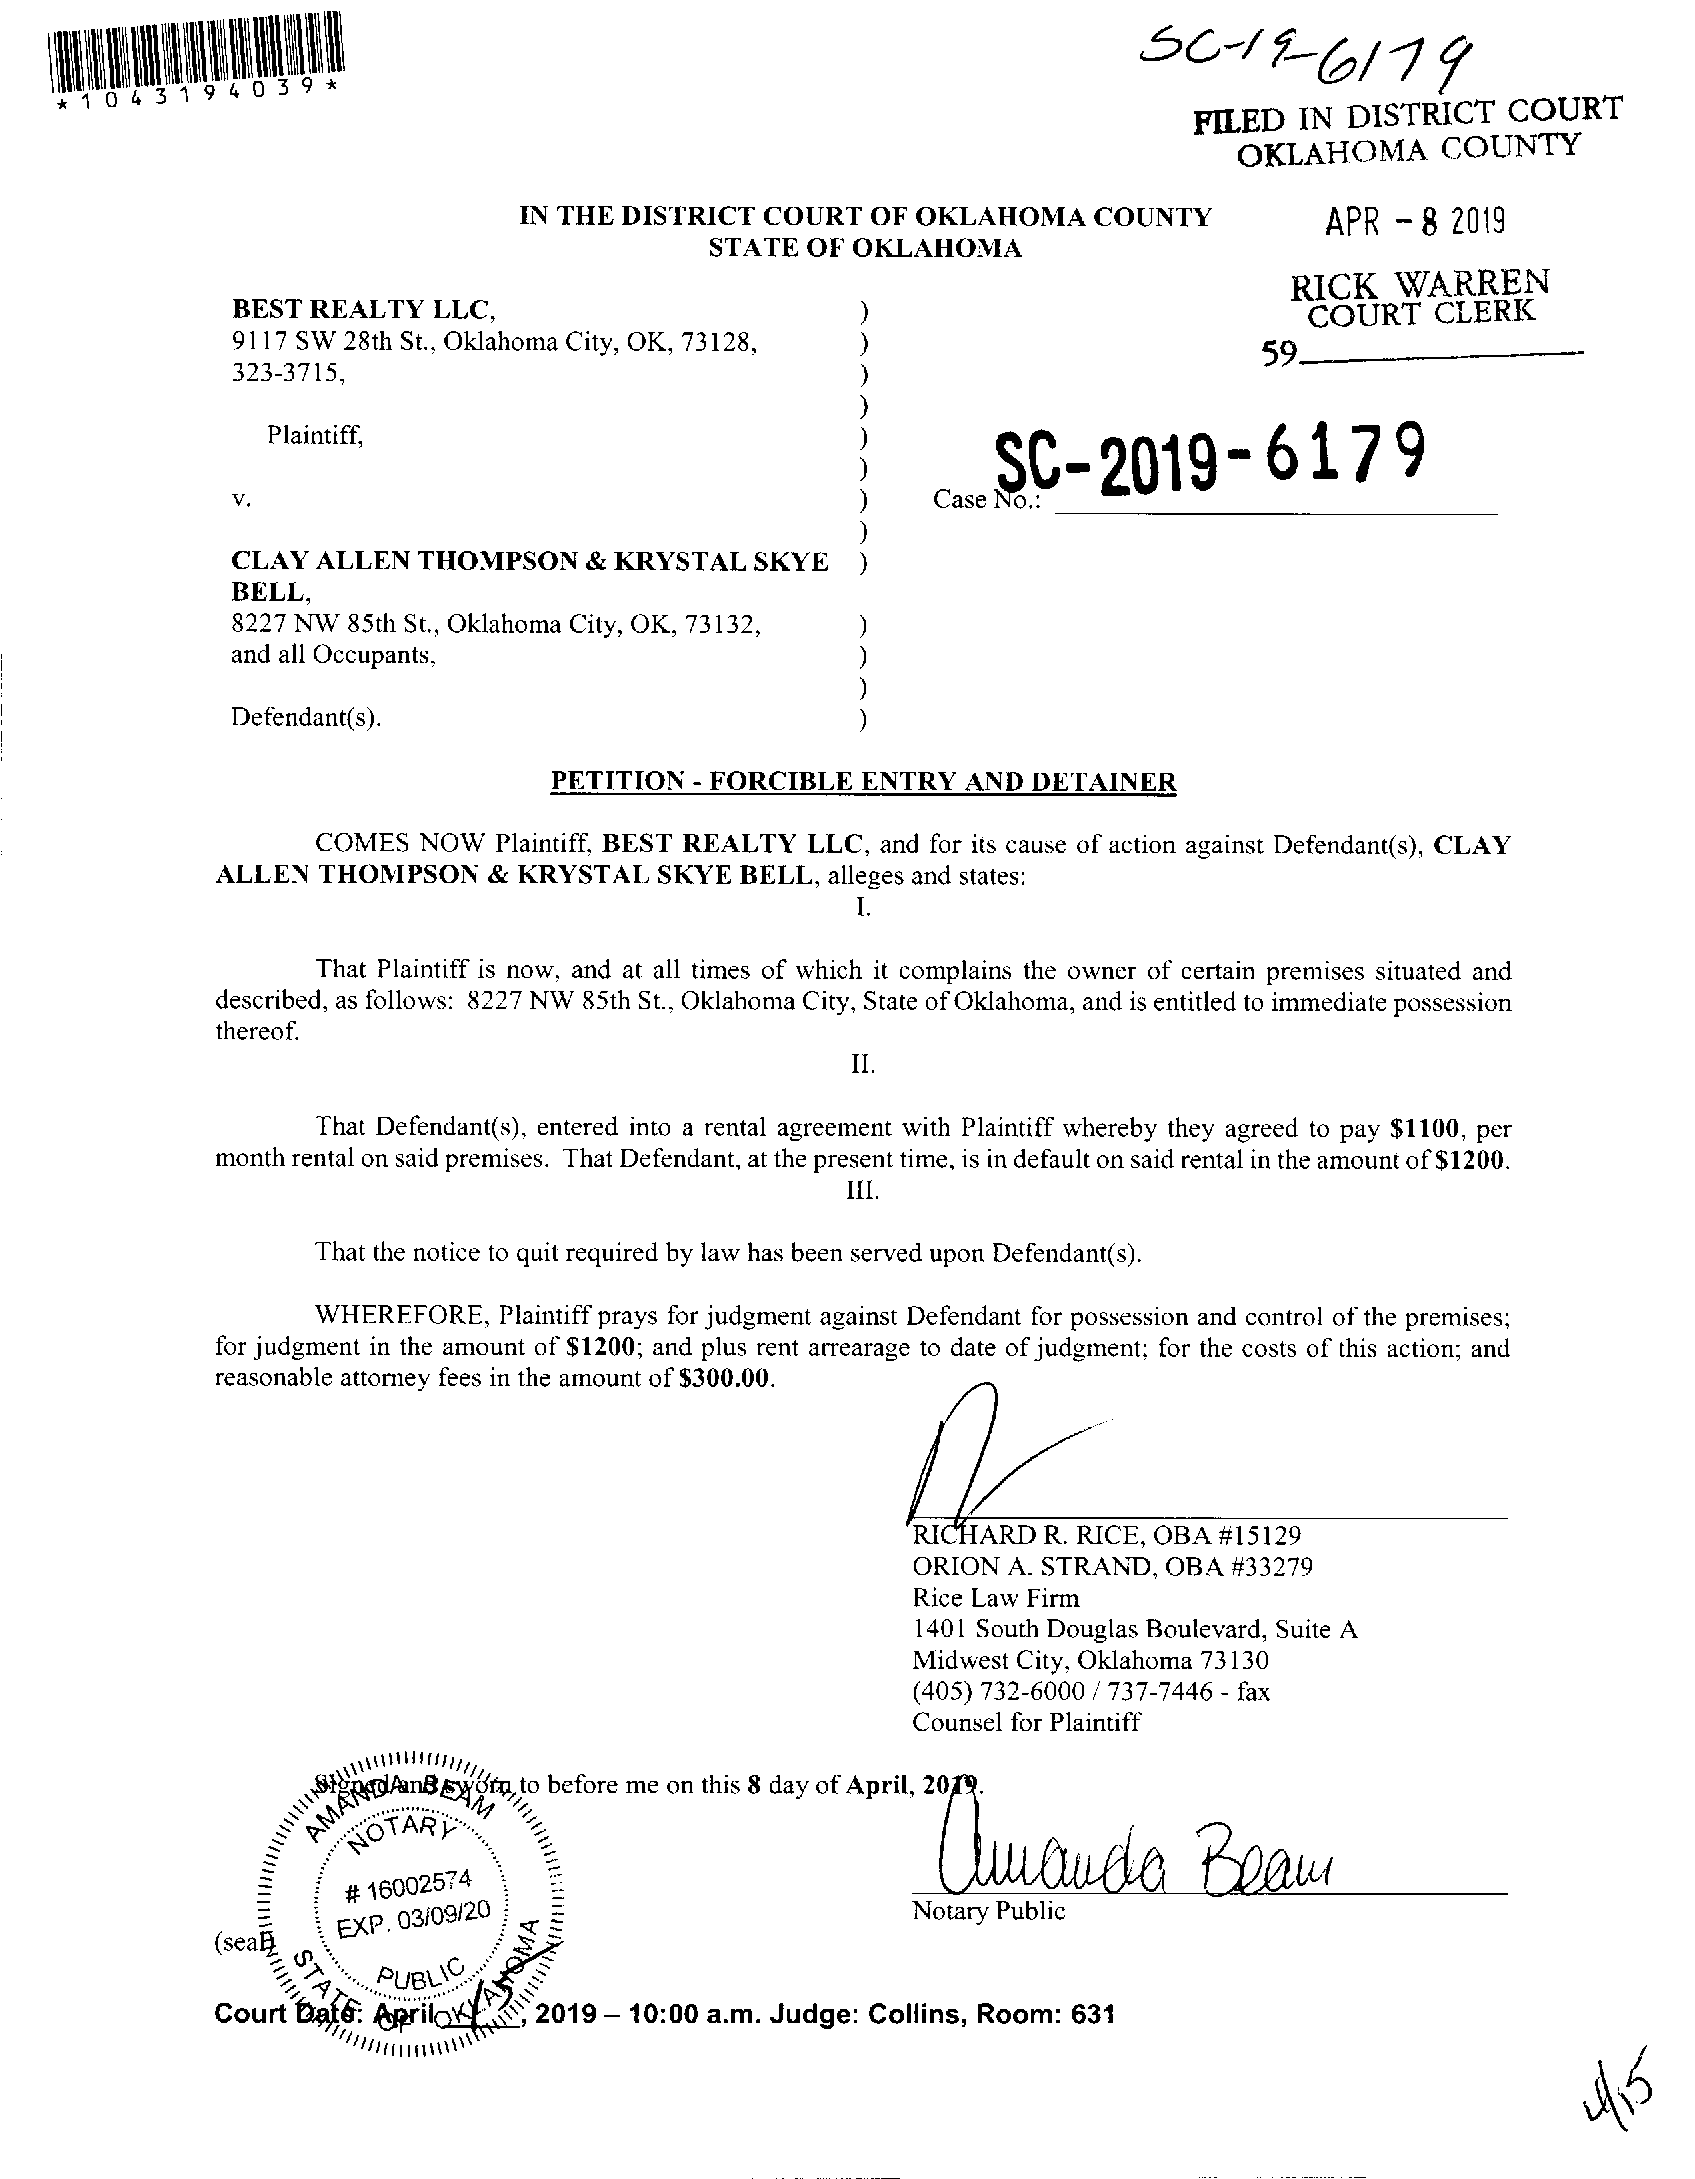 *1043194039*
SC-19-6179
FILED IN DISTRICT COURT
OKLAHOMA COUNTY
APR - 8 2019
RICK WARREN
COURT CLERK
59
IN THE DISTRICT COURT OF OKLAHOMA COUNTY
STATE OF OKLAHOMA
BEST REALTY LLC, )
9117 SW 28th St., Oklahoma City, OK, 73128, )
323-3715, )
)
Plaintiff, )
)
v. )
)
SC-2019-6179
Case No.:
CLAY ALLEN THOMPSON & KRYSTAL SKYE )
BELL,
8227 NW 85th St., Oklahoma City, OK, 73132, )
and all Occupants, )
)
Defendant(s). )
PETITION - FORCIBLE ENTRY AND DETAINER
COMES NOW Plaintiff, BEST REALTY LLC, and for its cause of action against Defendant(s), CLAY
ALLEN THOMPSON & KRYSTAL SKYE BELL, alleges and states:
I.
That Plaintiff is now, and at all times of which it complains the owner of certain premises situated and
described, as follows: 8227 NW 85th St., Oklahoma City, State of Oklahoma, and is entitled to immediate possession
thereof.
II.
That Defendant(s), entered into a rental agreement with Plaintiff whereby they agreed to pay $1100, per
month rental on said premises. That Defendant, at the present time, is in default on said rental in the amount of $1200.
III.
That the notice to quit required by law has been served upon Defendant(s).
WHEREFORE, Plaintiff prays for judgment against Defendant for possession and control of the premises;
for judgment in the amount of $1200; and plus rent arrearage to date of judgment; for the costs of this action; and
reasonable attorney fees in the amount of $300.00.
RICHARD R. RICE, OBA #15129
ORION A. STRAND, OBA #33279
Rice Law Firm
1401 South Douglas Boulevard, Suite A
Midwest City, Oklahoma 73130
(405) 732-6000 / 737-7446 - fax
Counsel for Plaintiff
Signed and sworn to before me on this 8 day of April, 2019.
Amanda Beam
Notary Public
AMANDA BEAM
NOTARY
# 16002574
EXP. 03/09/20
PUBLIC
STATE OF OKLAHOMA
(seal)
Court Date: April 15, 2019 – 10:00 a.m. Judge: Collins, Room: 631
4/15